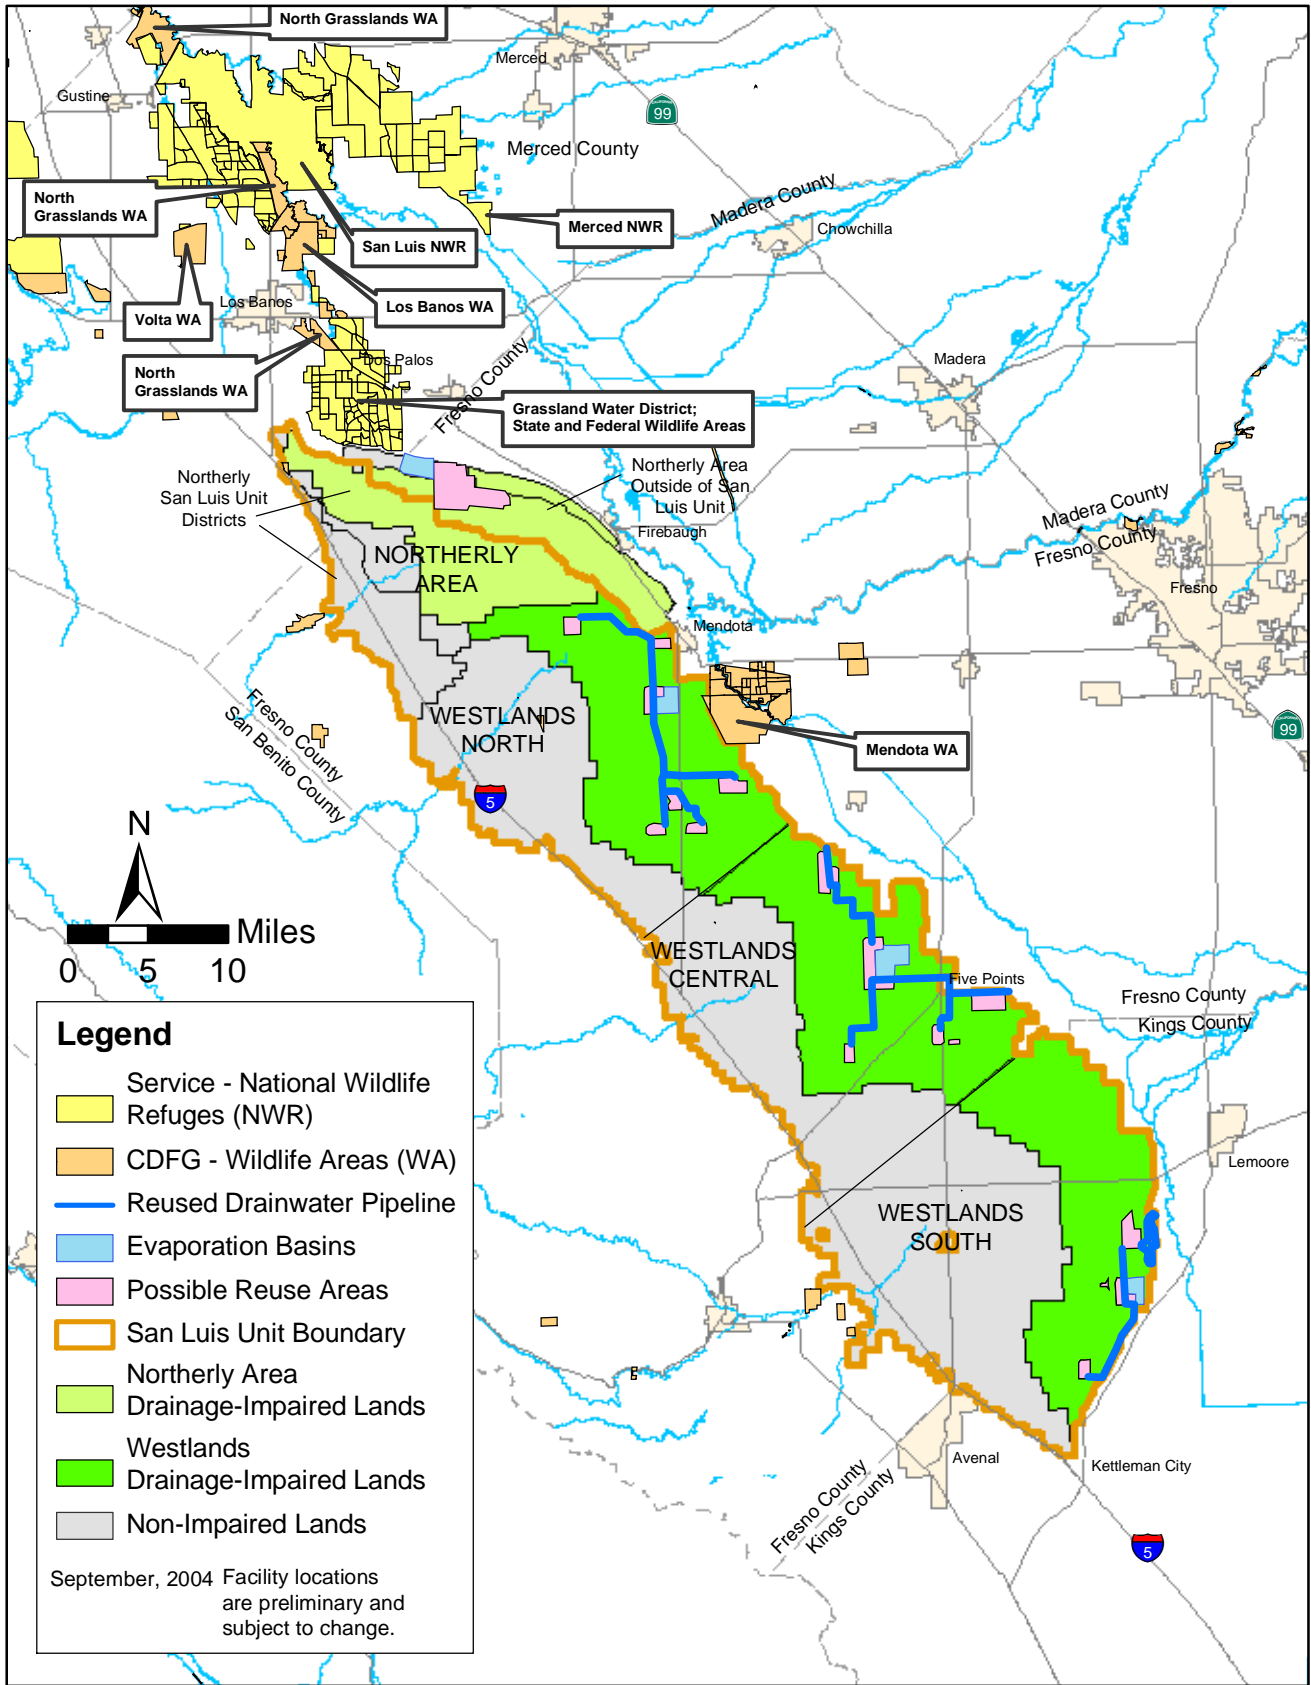 North Grasslands WA
Merced
Gustine
99
Merced County
North
Grasslands WA
Madera County
Merced NWR
Chowchilla
San Luis NWR
Los Banos
Los Banos WA
Volta WA
Dos Palos
Madera
North
Grasslands WA
Fresno County
Grassland Water District;
State and Federal Wildlife Areas
Northerly
San Luis Unit
Districts
Northerly Area
Outside of San
Luis Unit
Firebaugh
Madera County
Fresno County
NORTHERLY
AREA
Fresno
Mendota
Fresno County
San Benito County
WESTLANDS
NORTH
99
Mendota WA
5
N
Miles
0 5 10
WESTLANDS
CENTRAL
Five Points
Fresno County
Kings County
Legend
Service - National Wildlife
Refuges (NWR)
CDFG - Wildlife Areas (WA)
Reused Drainwater Pipeline
Evaporation Basins
Possible Reuse Areas
San Luis Unit Boundary
Northerly Area
Drainage-Impaired Lands
Westlands
Drainage-Impaired Lands
Non-Impaired Lands
September, 2004
Facility locations
are preliminary and
subject to change.
Lemoore
WESTLANDS
SOUTH
Avenal
Kettleman City
Fresno County
Kings County
5